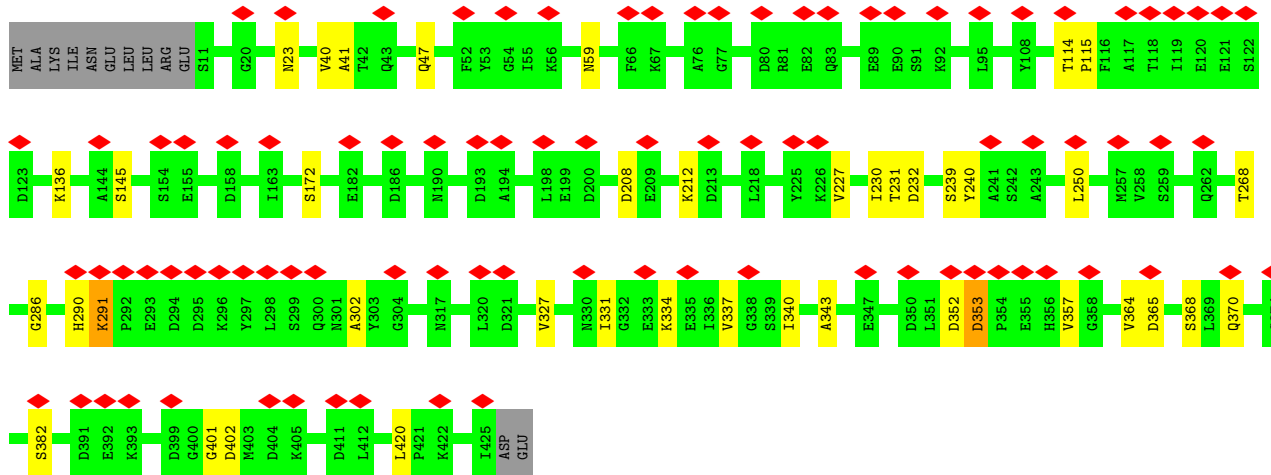 MET ALA LYS ILE ASN GLU LEU LEU ARG GLU S11 G20 N23 V40 A41 T42 Q43 Q47 F52 Y53 G54 I55 K56 N59 F66 K67 A76 G77 D80 R81 E82 Q83 E89 E90 S91 K92 L95 Y108 T114 P115 F116 A117 T118 I119 E120 E121 S122
D123 K136 A144 S145 S154 E155 D158 I163 S172 E182 D186 N190 D193 A194 L198 E199 D200 D208 E209 K212 D213 L218 Y225 K226 V227 I230 T231 D232 S239 Y240 A241 S242 A243 L250 M257 V258 S259 Q262 T268
G286 H290 K291 P292 E293 D294 D295 K296 Y297 L298 S299 Q300 N301 A302 Y303 G304 N317 L320 D321 V327 N330 I331 G332 E333 K334 E335 I336 V337 G338 S339 I340 A343 E347 D350 L351 D352 D353 P354 E355 H356 V357 G358 V364 D365 S368 L369 Q370
S382 D391 E392 K393 D399 G400 G401 D402 M403 D404 K405 D411 L412 L420 P421 K422 I425 ASP GLU